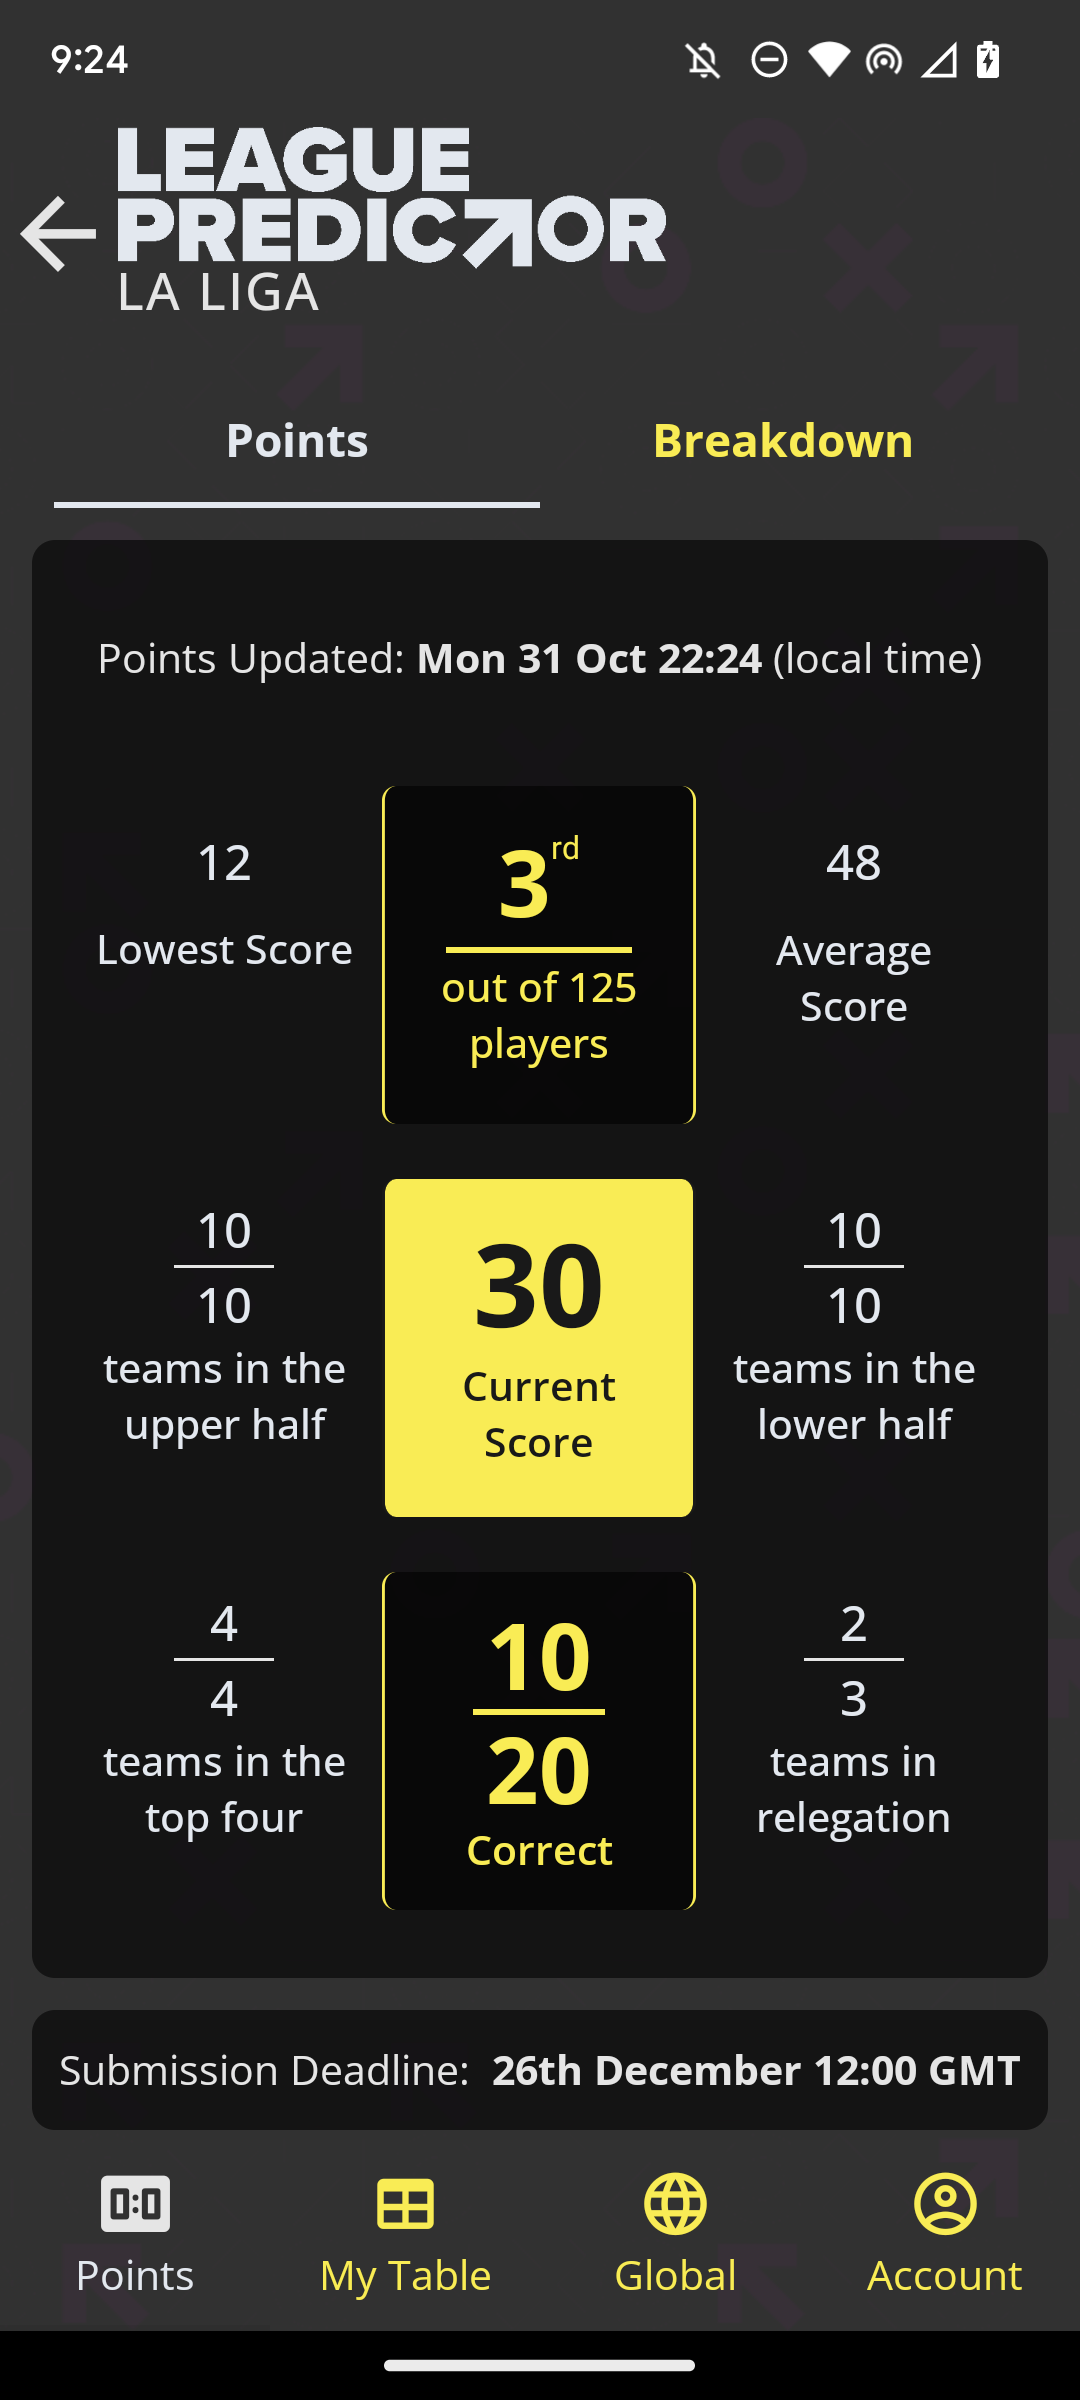 9:24
LEAGUE
PREDICTOR
LA LIGA
Points
Breakdown
Points Updated: Mon 31 Oct 22:24 (local time)
12
Lowest Score
3rd
out of 125
players
48
Average
Score
10
10
teams in the
upper half
30
Current
Score
10
10
teams in the
lower half
4
4
teams in the
top four
10
20
Correct
2
3
teams in
relegation
Submission Deadline: 26th December 12:00 GMT
0:0
Points
My Table
Global
Account